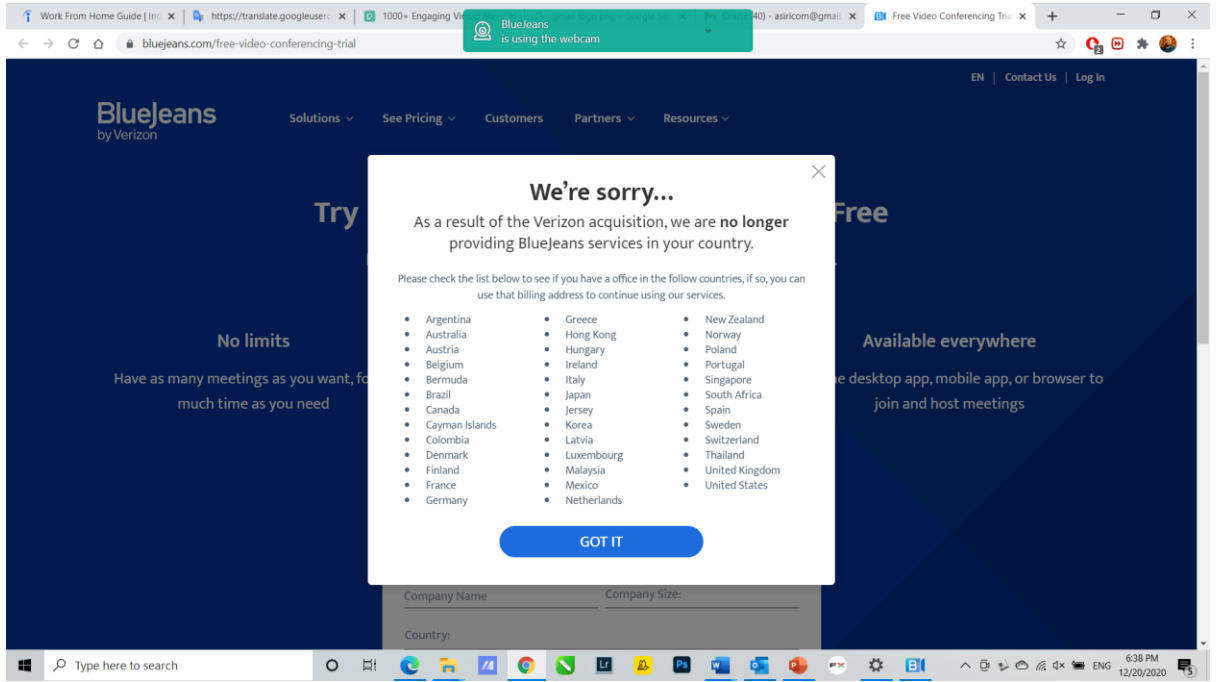 Work From Home Guide | Inc
https://translate.googleuserc
1000+ Engaging Vi
40) - asiricom@gmail
Free Video Conferencing Tria
BlueJeans
is using the webcam
bluejeans.com/free-video-conferencing-trial
2
EN | Contact Us | Log In
BlueJeans
by Verizon
Solutions
See Pricing
Customers
Partners
Resources
Try
Free
We're sorry...
As a result of the Verizon acquisition, we are no longer
providing BlueJeans services in your country.
Please check the list below to see if you have a office in the follow countries, if so, you can
use that billing address to continue using our services.
No limits
Have as many meetings as you want, fo
much time as you need
• Argentina
• Australia
• Austria
• Belgium
• Bermuda
• Brazil
• Canada
• Cayman Islands
• Colombia
• Denmark
• Finland
• France
• Germany
• Greece
• Hong Kong
• Hungary
• Ireland
• Italy
• Japan
• Jersey
• Korea
• Latvia
• Luxembourg
• Malaysia
• Mexico
• Netherlands
• New Zealand
• Norway
• Poland
• Portugal
• Singapore
• South Africa
• Spain
• Sweden
• Switzerland
• Thailand
• United Kingdom
• United States
Available everywhere
e desktop app, mobile app, or browser to
join and host meetings
GOT IT
Company Name
Company Size:
Country:
Type here to search
Lr
Ps
ENG
6:38 PM
12/20/2020
5